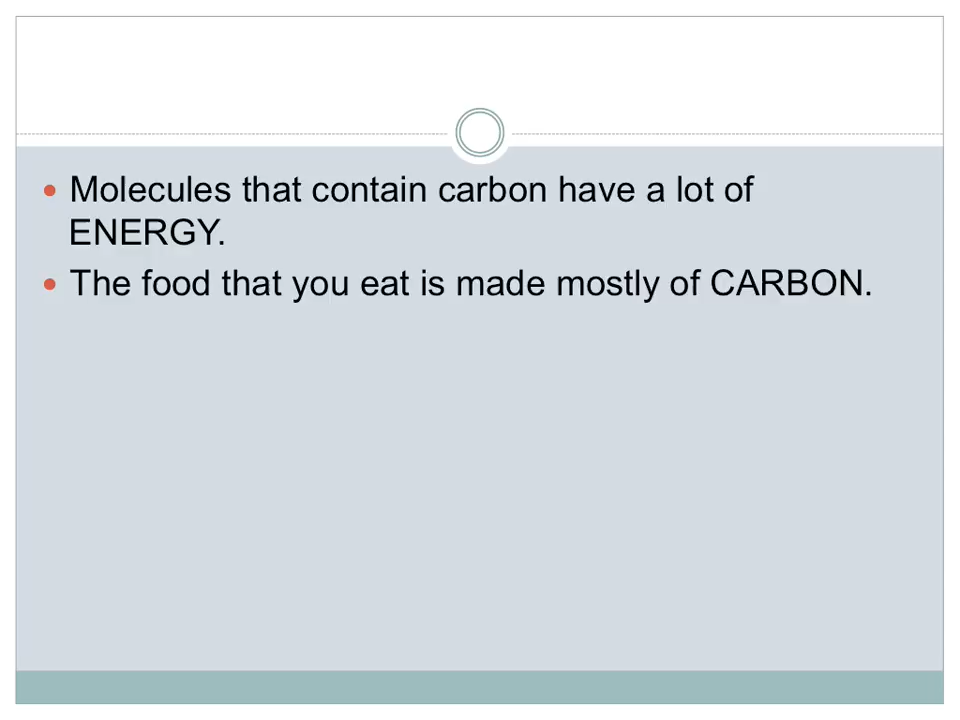 Molecules that contain carbon have a lot of
ENERGY.
The food that you eat is made mostly of CARBON.